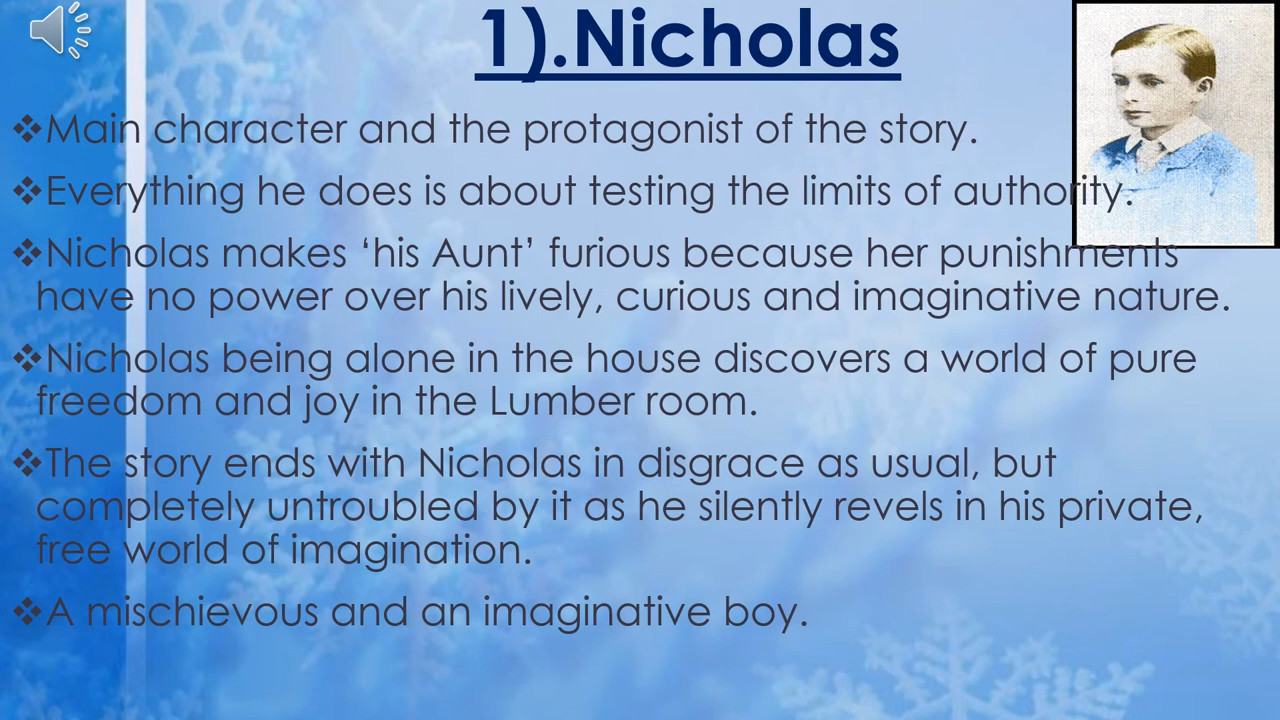 1).Nicholas
❖Main character and the protagonist of the story.
❖Everything he does is about testing the limits of authority.
❖Nicholas makes ‘his Aunt’ furious because her punishments
have no power over his lively, curious and imaginative nature.
❖Nicholas being alone in the house discovers a world of pure
freedom and joy in the Lumber room.
❖The story ends with Nicholas in disgrace as usual, but
completely untroubled by it as he silently revels in his private,
free world of imagination.
❖A mischievous and an imaginative boy.